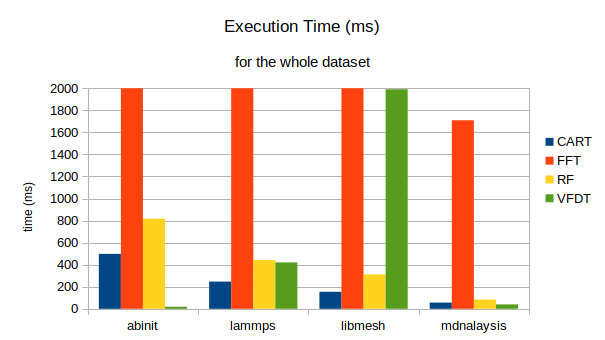 Execution Time (ms)
for the whole dataset
time (ms)
2000
1800
1600
1400
1200
1000
800
600
400
200
0
abinit
lammps
libmesh
mdnalaysis
CART
FFT
RF
VFDT